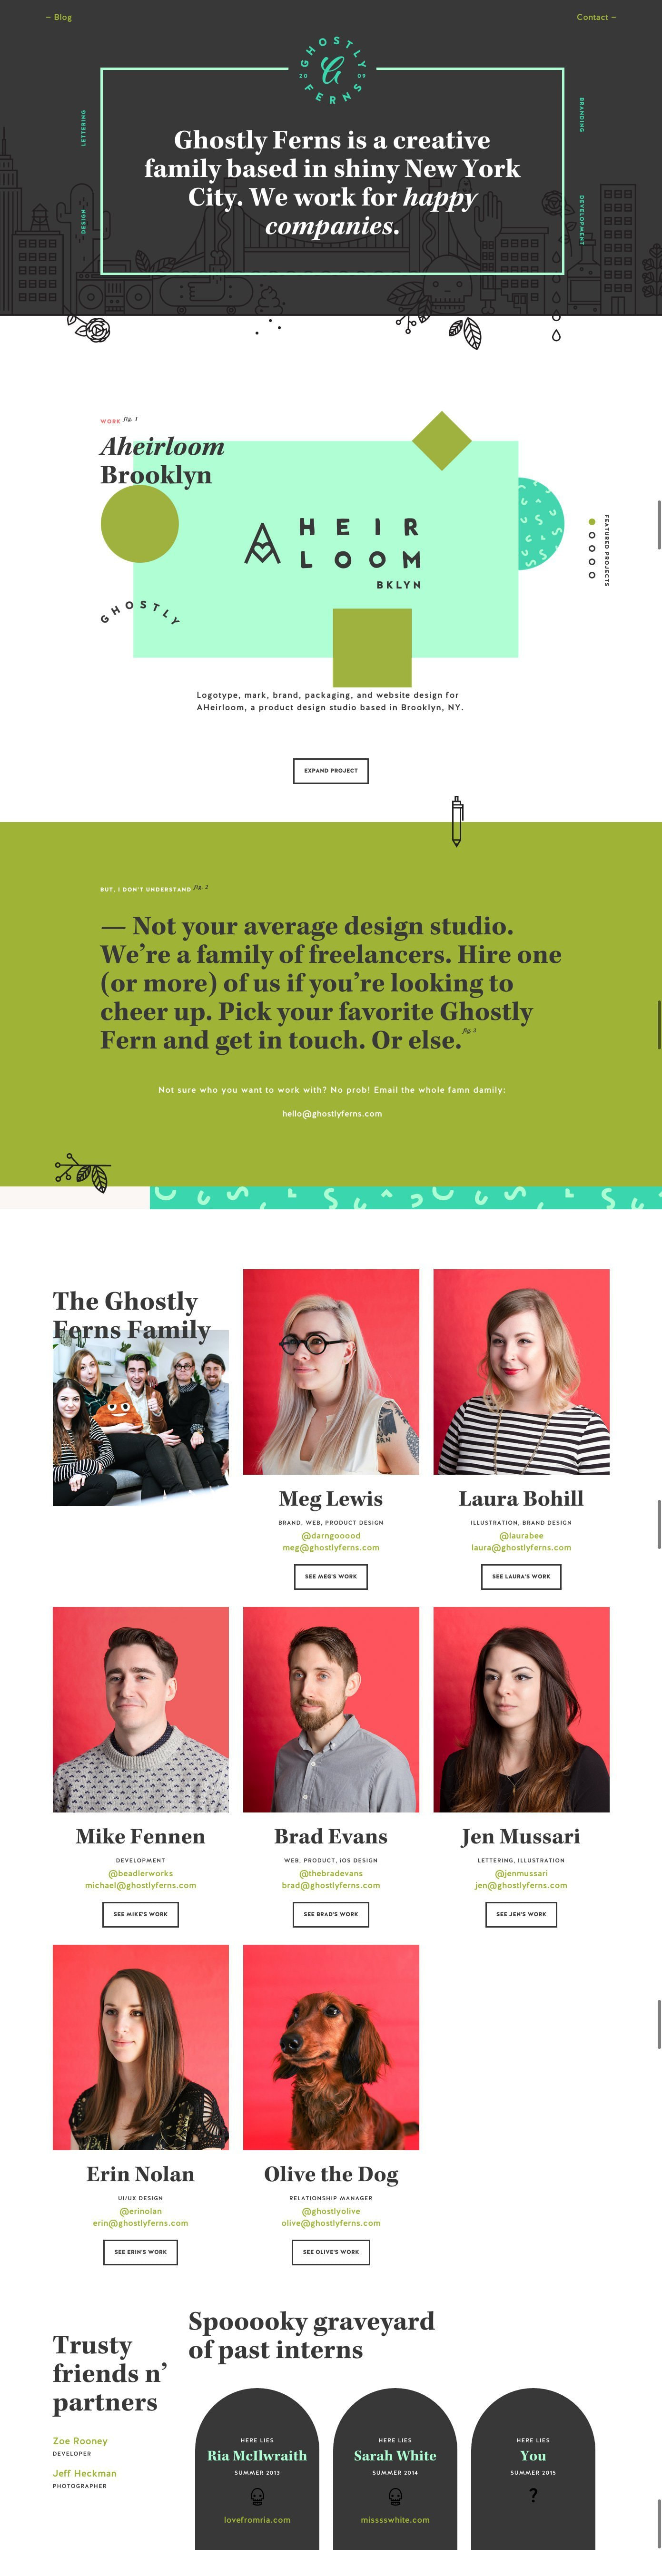 – Blog
Contact –
GHOSTLY
20 G 09
FERNS
LETTERING
DESIGN
BRANDING
DEVELOPMENT
Ghostly Ferns is a creative
family based in shiny New York
City. We work for happy
companies.
WORK fig. 1
Aheirloom
Brooklyn
A HEIR
LOOM
BKLYN
GHOSTLY
FEATURED PROJECTS
Logotype, mark, brand, packaging, and website design for
AHeirloom, a product design studio based in Brooklyn, NY.
EXPAND PROJECT
BUT, I DON'T UNDERSTAND fig. 2
— Not your average design studio.
We’re a family of freelancers. Hire one
(or more) of us if you’re looking to
cheer up. Pick your favorite Ghostly
Fern and get in touch. Or else. fig. 3
Not sure who you want to work with? No prob! Email the whole famn damily:
hello@ghostlyferns.com
The Ghostly
Ferns Family
Meg Lewis
BRAND, WEB, PRODUCT DESIGN
@darngooood
meg@ghostlyferns.com
SEE MEG'S WORK
Laura Bohill
ILLUSTRATION, BRAND DESIGN
@laurabee
laura@ghostlyferns.com
SEE LAURA'S WORK
Mike Fennen
DEVELOPMENT
@beadlerworks
michael@ghostlyferns.com
SEE MIKE'S WORK
Brad Evans
WEB, PRODUCT, iOS DESIGN
@thebradevans
brad@ghostlyferns.com
SEE BRAD'S WORK
Jen Mussari
LETTERING, ILLUSTRATION
@jenmussari
jen@ghostlyferns.com
SEE JEN'S WORK
Erin Nolan
UI/UX DESIGN
@erinolan
erin@ghostlyferns.com
SEE ERIN'S WORK
Olive the Dog
RELATIONSHIP MANAGER
@ghostlyolive
olive@ghostlyferns.com
SEE OLIVE'S WORK
Trusty
friends n’
partners
Zoe Rooney
DEVELOPER
Jeff Heckman
PHOTOGRAPHER
Spooooky graveyard
of past interns
HERE LIES
Ria McIlwraith
SUMMER 2013
lovefromria.com
HERE LIES
Sarah White
SUMMER 2014
misssswhite.com
HERE LIES
You
SUMMER 2015
?